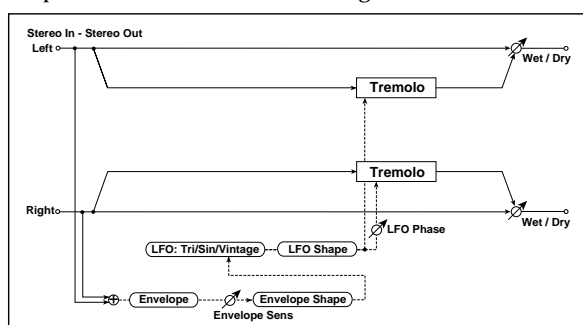 Stereo In - Stereo Out
Left
Wet / Dry
Tremolo
Tremolo
Right
LFO Phase
Wet / Dry
LFO: Tri/Sin/Vintage
LFO Shape
Envelope
Envelope Shape
Envelope Sens